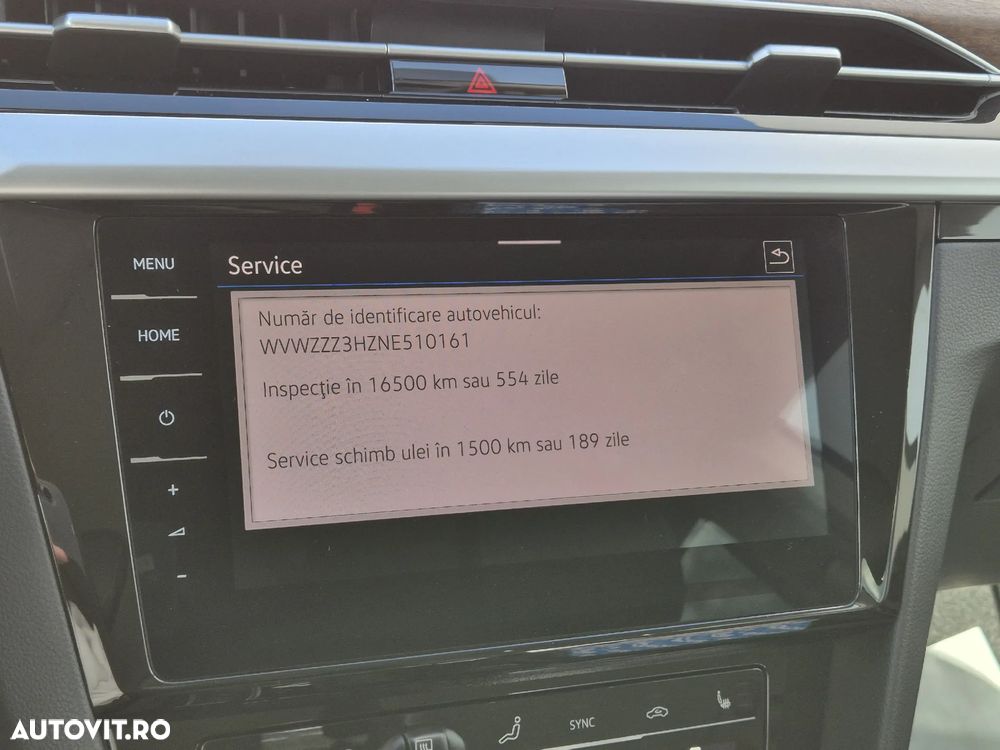 MENU
Service
HOME
Număr de identificare autovehicul:
WVWZZZ3HZNE510161
Inspecţie în 16500 km sau 554 zile
Service schimb ulei în 1500 km sau 189 zile
+
-
SYNC
AUTOVIT.RO